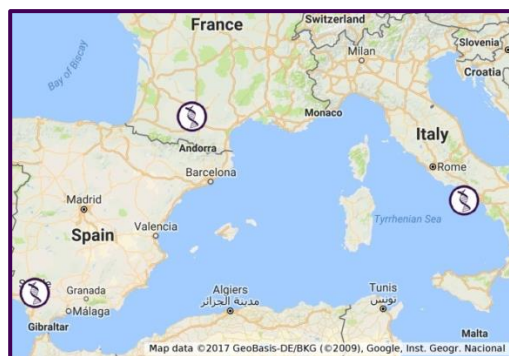 Switzerland
France
Slovenia
Milan
Croatia
Bay of Biscay
Monaco
Italy
Andorra
Barcelona
Rome
Madrid
Tyrrhenian Sea
Spain
Valencia
Granada
Algiers
Tunis
Málaga
مدينة الجزائر
تونس
Gibraltar
Malta
Map data ©2017 GeoBasis-DE/BKG (©2009), Google, Inst. Geogr. Nacional